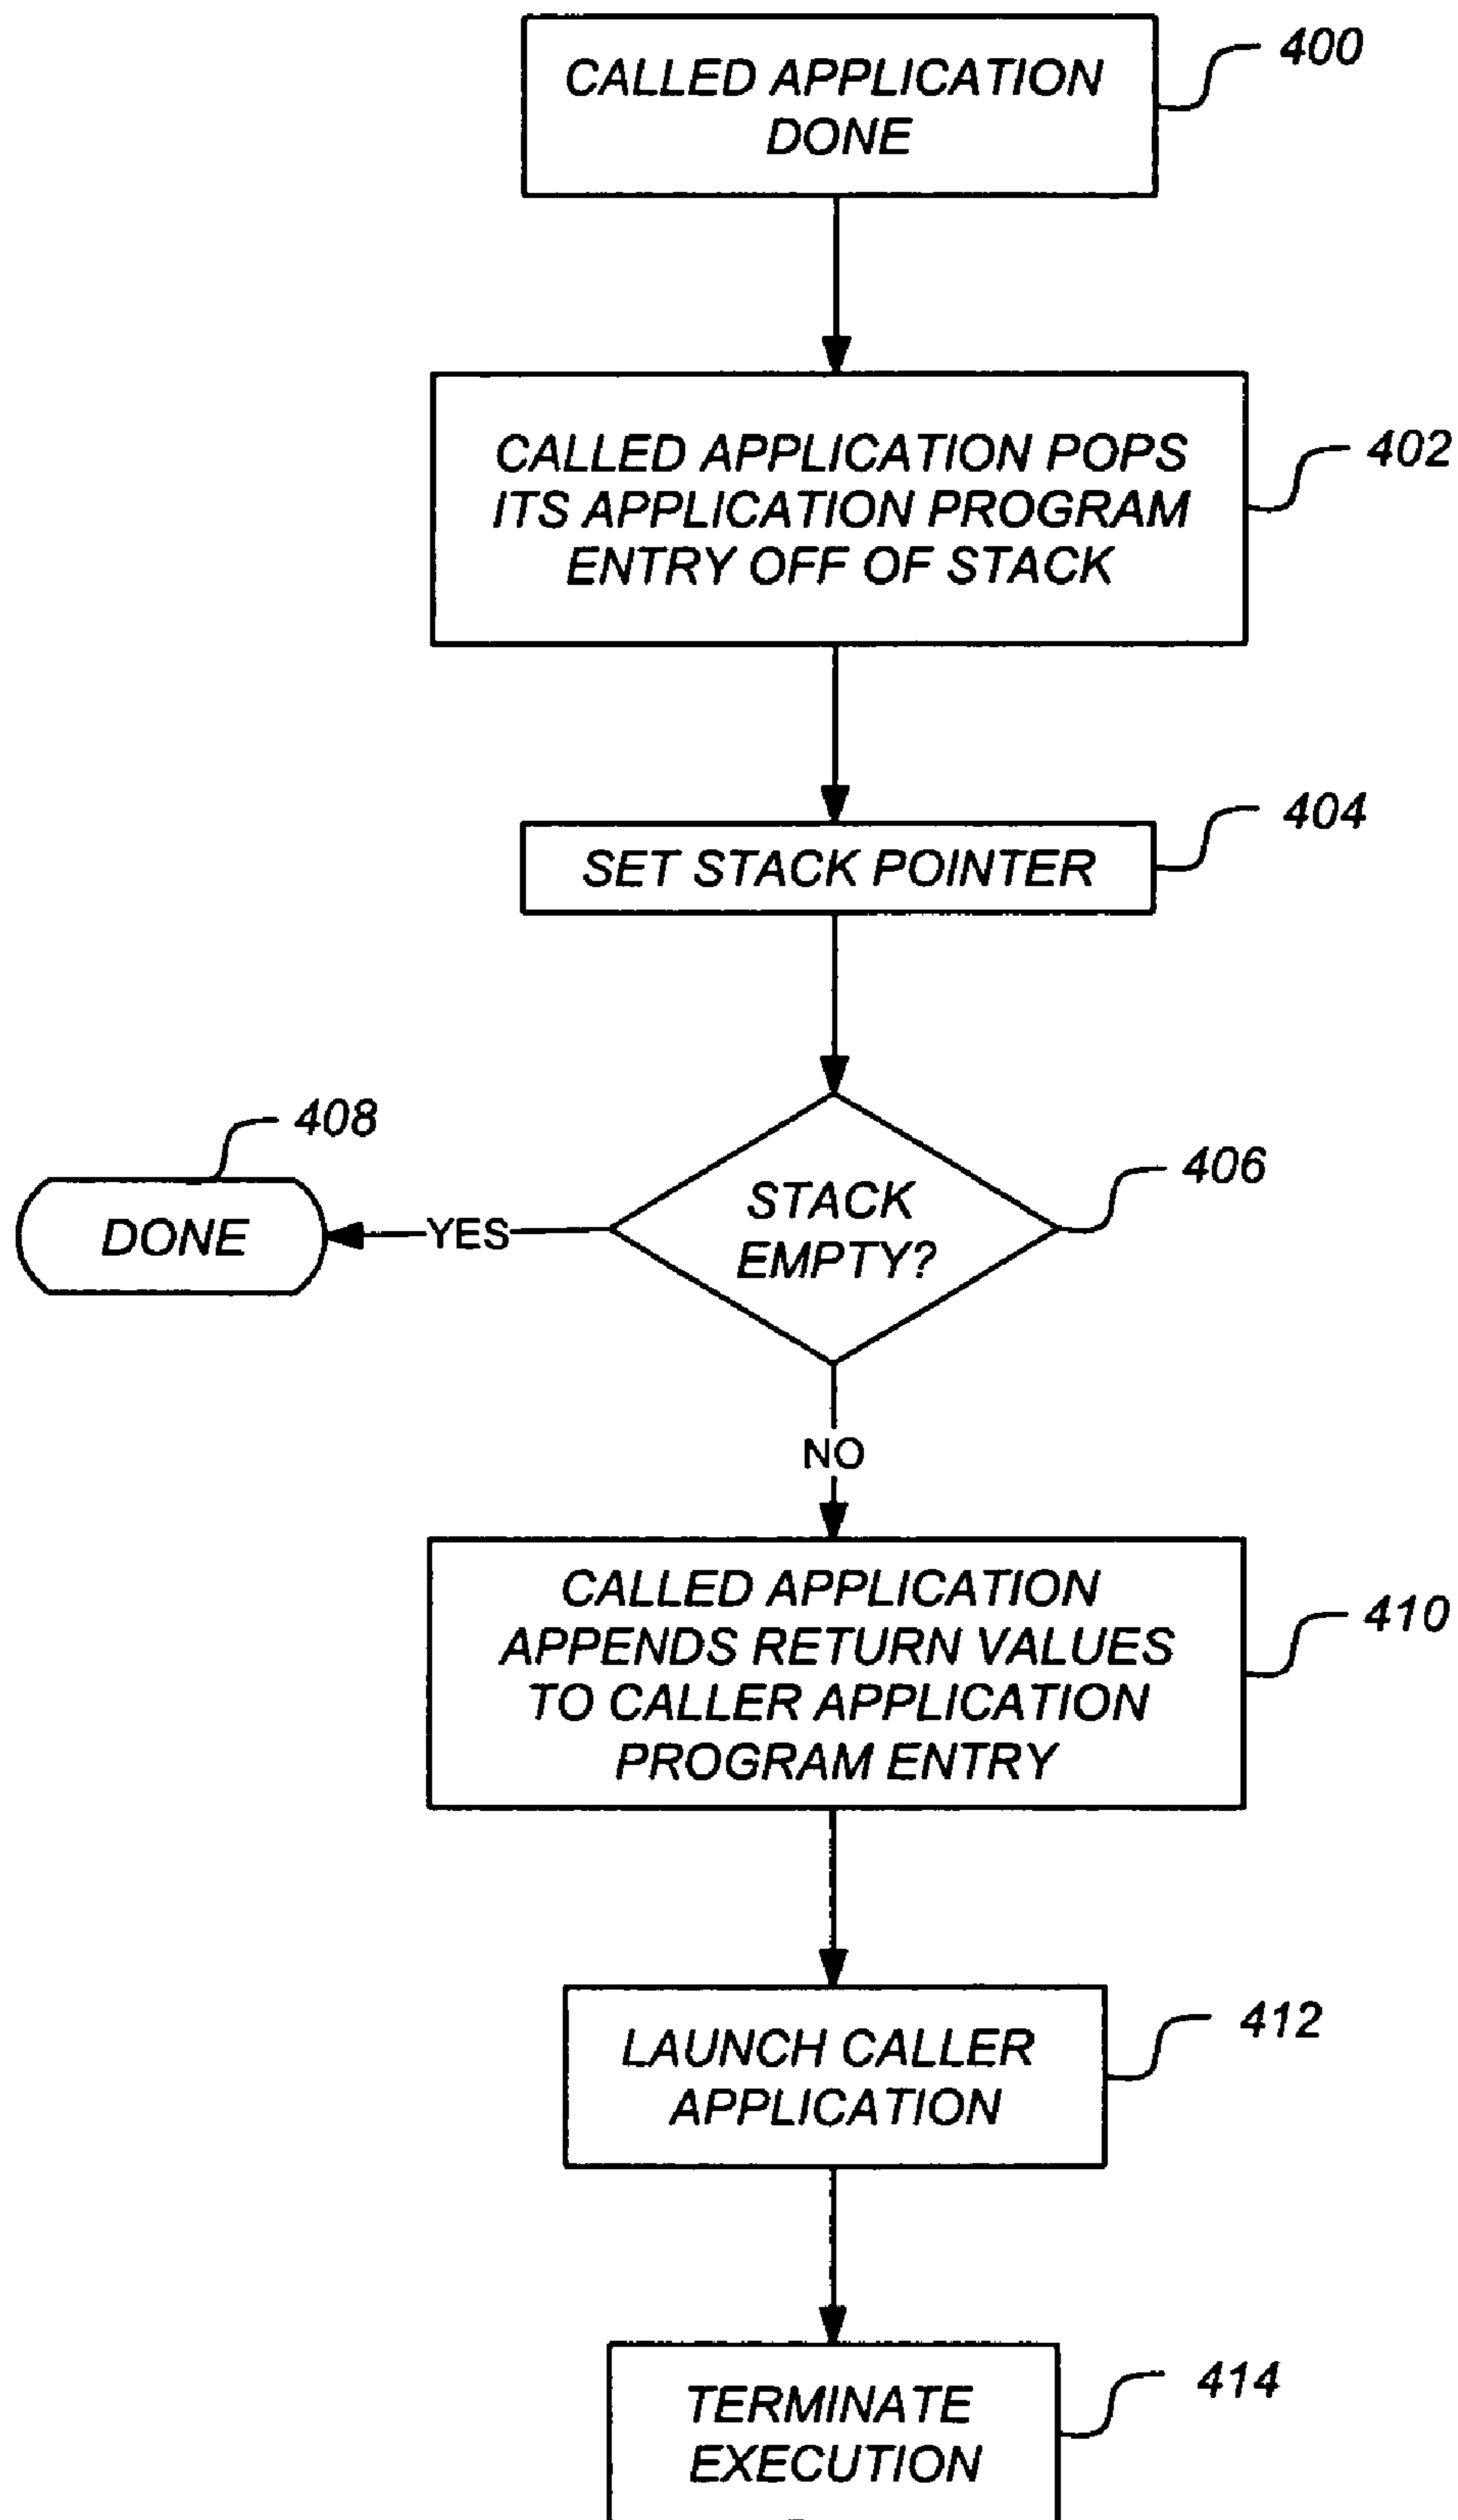 CALLED APPLICATION
DONE
400
CALLED APPLICATION POPS
ITS APPLICATION PROGRAM
ENTRY OFF OF STACK
402
SET STACK POINTER
404
408
DONE
YES
STACK
EMPTY?
406
NO
CALLED APPLICATION
APPENDS RETURN VALUES
TO CALLER APPLICATION
PROGRAM ENTRY
410
LAUNCH CALLER
APPLICATION
412
TERMINATE
EXECUTION
414